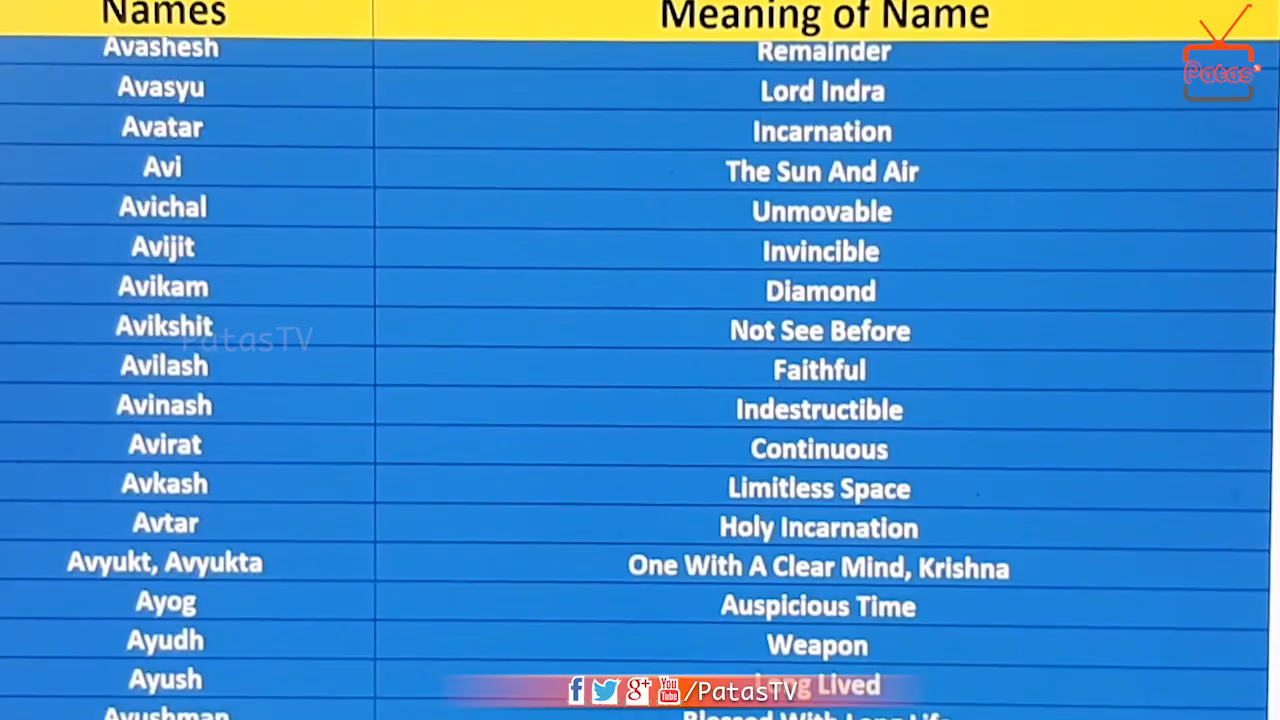 Names Meaning of Name
Avashesh Remainder
Avasyu Lord Indra
Avatar Incarnation
Avi The Sun And Air
Avichal Unmovable
Avijit Invincible
Avikam Diamond
Avikshit Not See Before
Avilash Faithful
Avinash Indestructible
Avirat Continuous
Avkash Limitless Space
Avtar Holy Incarnation
Avyukt, Avyukta One With A Clear Mind, Krishna
Ayog Auspicious Time
Ayudh Weapon
Ayush Long Lived
Ayushman Blessed With Long Life
Patas
PatasTV
f g+ You Tube /PatasTV